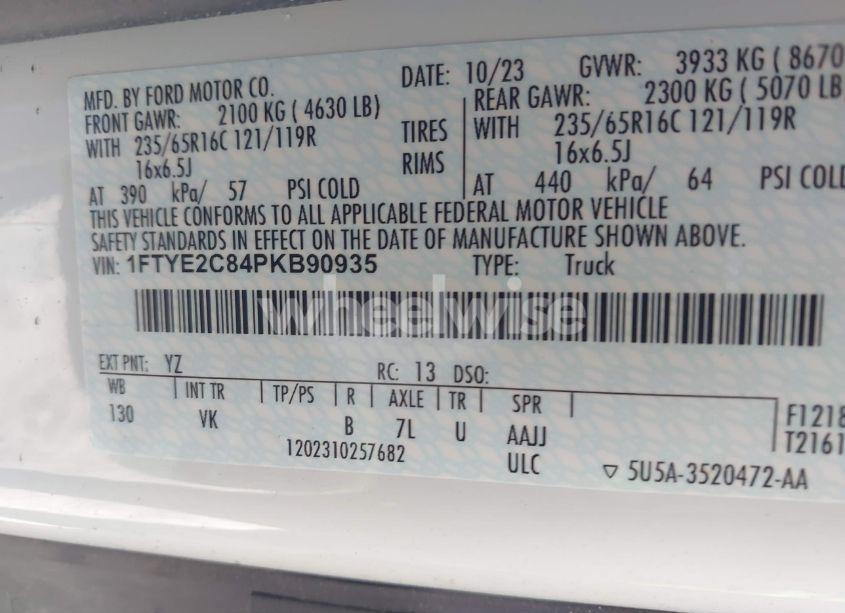 MFD. BY FORD MOTOR CO.
DATE: 10/23 GVWR: 3933 KG ( 8670
FRONT GAWR: 2100 KG ( 4630 LB)
REAR GAWR: 2300 KG ( 5070 LB
WITH 235/65R16C 121/119R TIRES WITH 235/65R16C 121/119R
16x6.5J RIMS 16x6.5J
AT 390 kPa/ 57 PSI COLD AT 440 kPa/ 64 PSI COLD
THIS VEHICLE CONFORMS TO ALL APPLICABLE FEDERAL MOTOR VEHICLE
SAFETY STANDARDS IN EFFECT ON THE DATE OF MANUFACTURE SHOWN ABOVE.
VIN: 1FTYE2C84PKB90935 TYPE: Truck
wheelwise
EXT PNT: YZ RC: 13 DSO:
WB INT TR TP/PS R AXLE TR SPR
130 VK B 7L U AAJJ
F1218
T2161
1202310257682 ULC
5U5A-3520472-AA